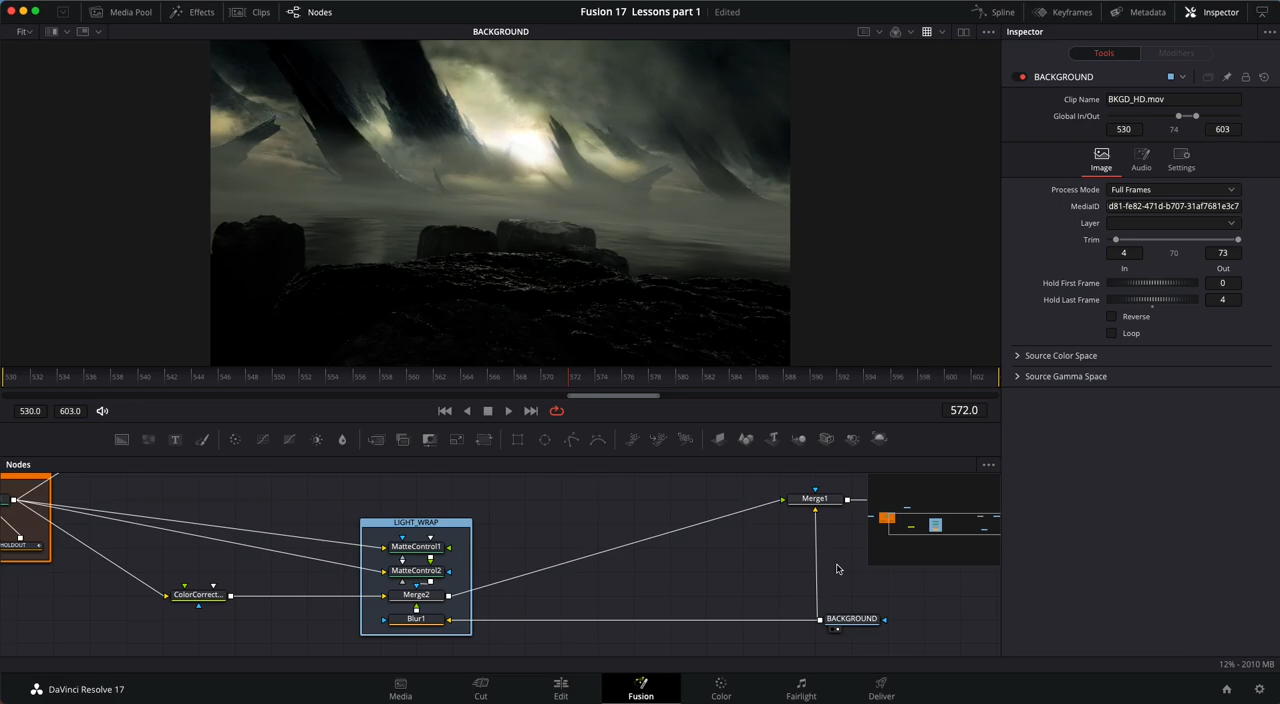 Media Pool Effects Clips Nodes Fusion 17 Lessons part 1 Edited Spline Keyframes Metadata Inspector
Fit BACKGROUND Inspector
Tools Modifiers
BACKGROUND
Clip Name BKGD_HD.mov
Global In/Out
530 74 603
Image Audio Settings
Process Mode Full Frames
MediaID d81-fe82-471d-b707-31af7681e3c7
Layer
Trim
4 70 73
In Out
Hold First Frame 0
Hold Last Frame 4
Reverse
Loop
Source Color Space
Source Gamma Space
530 532 534 536 538 540 542 544 546 548 550 552 554 556 558 560 562 564 566 568 570 572 574 576 578 580 582 584 586 588 590 592 594 596 598 600 602
530.0 603.0 572.0
Nodes
Merge1
LIGHT_WRAP
MatteControl1
HOLDOUT
MatteControl2
ColorCorrect...
Merge2
Blur1
BACKGROUND
12% - 2010 MB
DaVinci Resolve 17
Media Cut Edit Fusion Color Fairlight Deliver